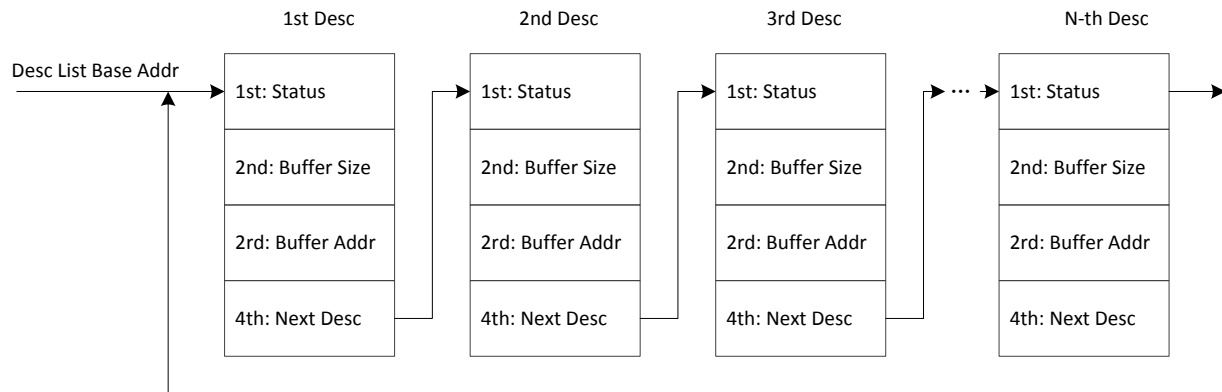 1st Desc
2nd Desc
3rd Desc
N-th Desc
Desc List Base Addr
1st: Status
1st: Status
1st: Status
...
1st: Status
2nd: Buffer Size
2nd: Buffer Size
2nd: Buffer Size
2nd: Buffer Size
2rd: Buffer Addr
2rd: Buffer Addr
2rd: Buffer Addr
2rd: Buffer Addr
4th: Next Desc
4th: Next Desc
4th: Next Desc
4th: Next Desc